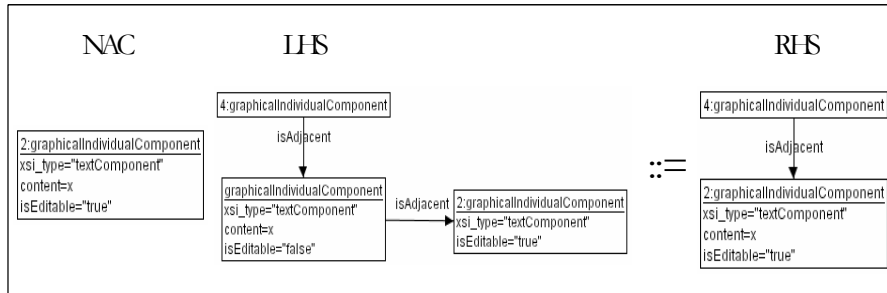 NAC
LHS
RHS
2:graphicalIndividualComponent
xsi_type="textComponent"
content=x
isEditable="true"
4:graphicalIndividualComponent
isAdjacent
graphicalIndividualComponent
xsi_type="textComponent"
content=x
isEditable="false"
isAdjacent
2:graphicalIndividualComponent
xsi_type="textComponent"
isEditable="true"
::=
4:graphicalIndividualComponent
isAdjacent
2:graphicalIndividualComponent
xsi_type="textComponent"
content=x
isEditable="true"